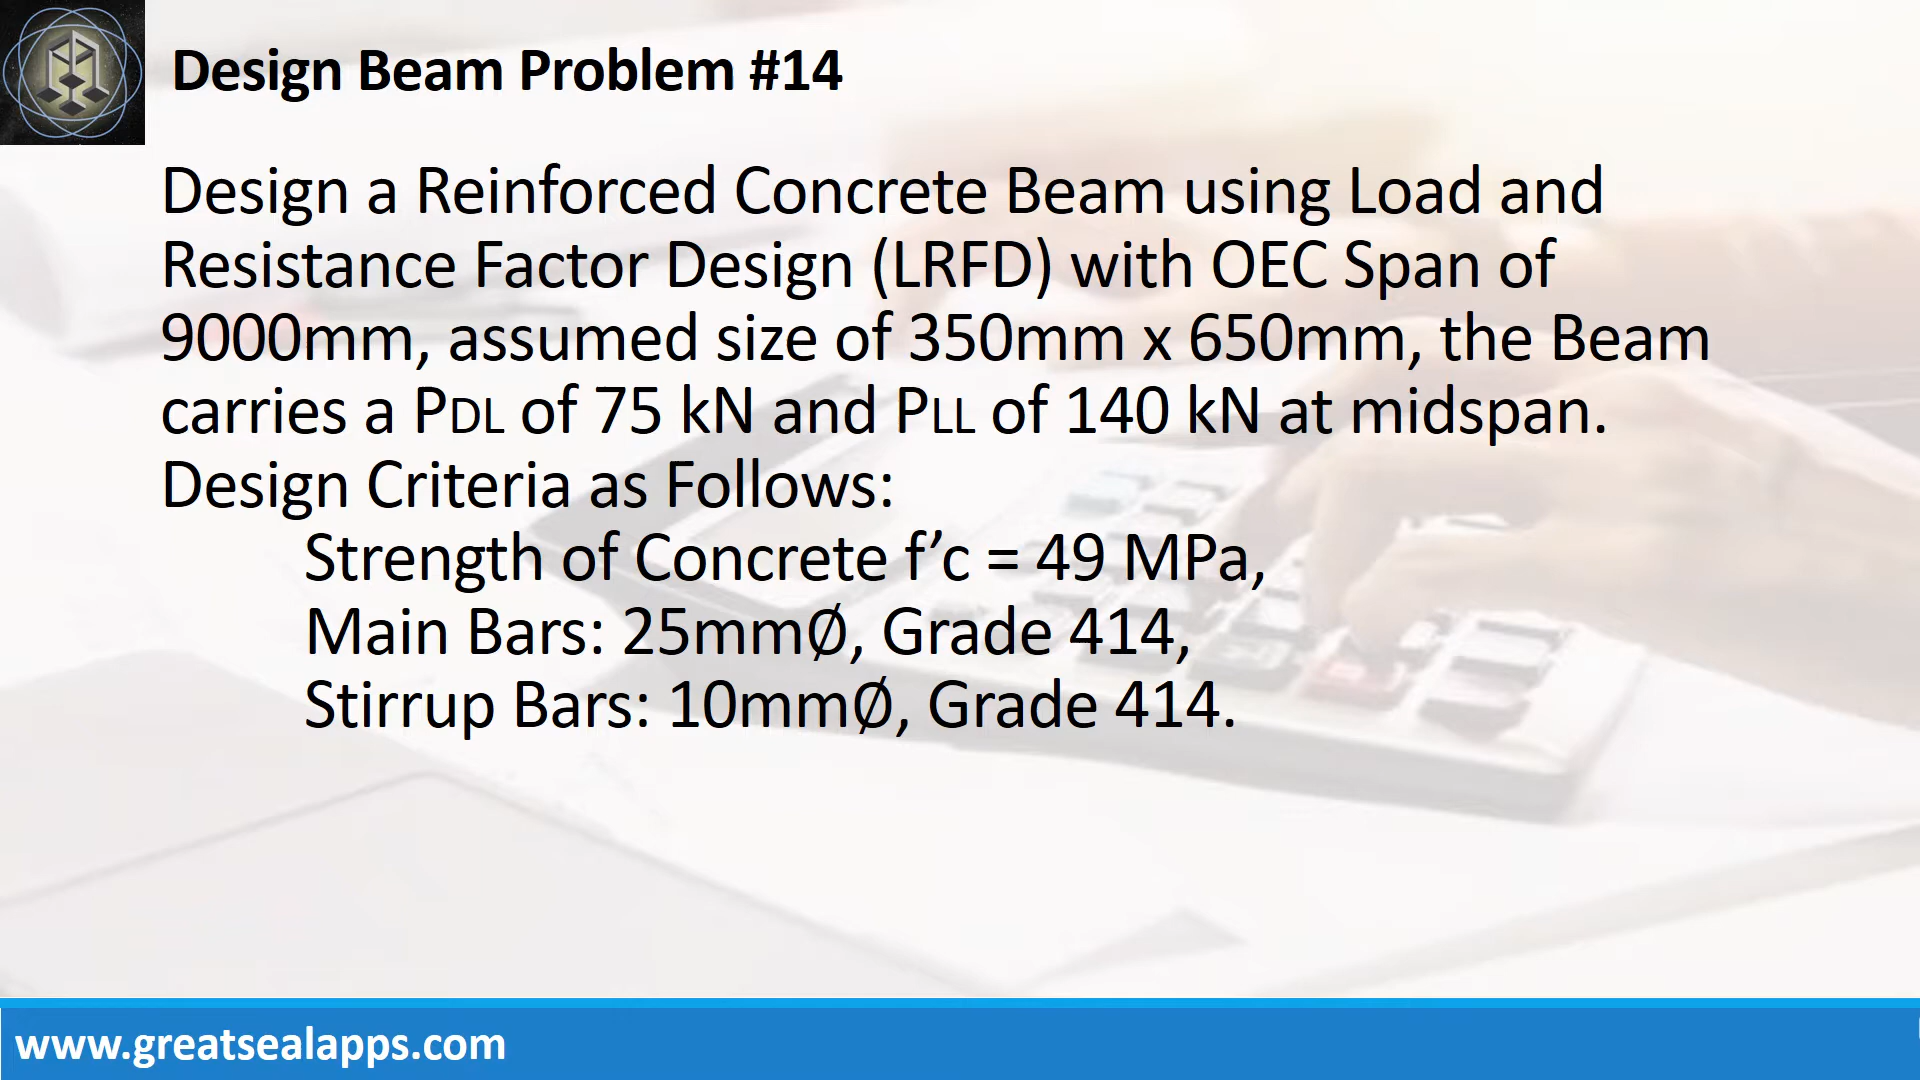 Design Beam Problem #14
Design a Reinforced Concrete Beam using Load and
Resistance Factor Design (LRFD) with OEC Span of
9000mm, assumed size of 350mm x 650mm, the Beam
carries a PDL of 75 kN and PLL of 140 kN at midspan.
Design Criteria as Follows:
Strength of Concrete f’c = 49 MPa,
Main Bars: 25mmØ, Grade 414,
Stirrup Bars: 10mmØ, Grade 414.
www.greatsealapps.com